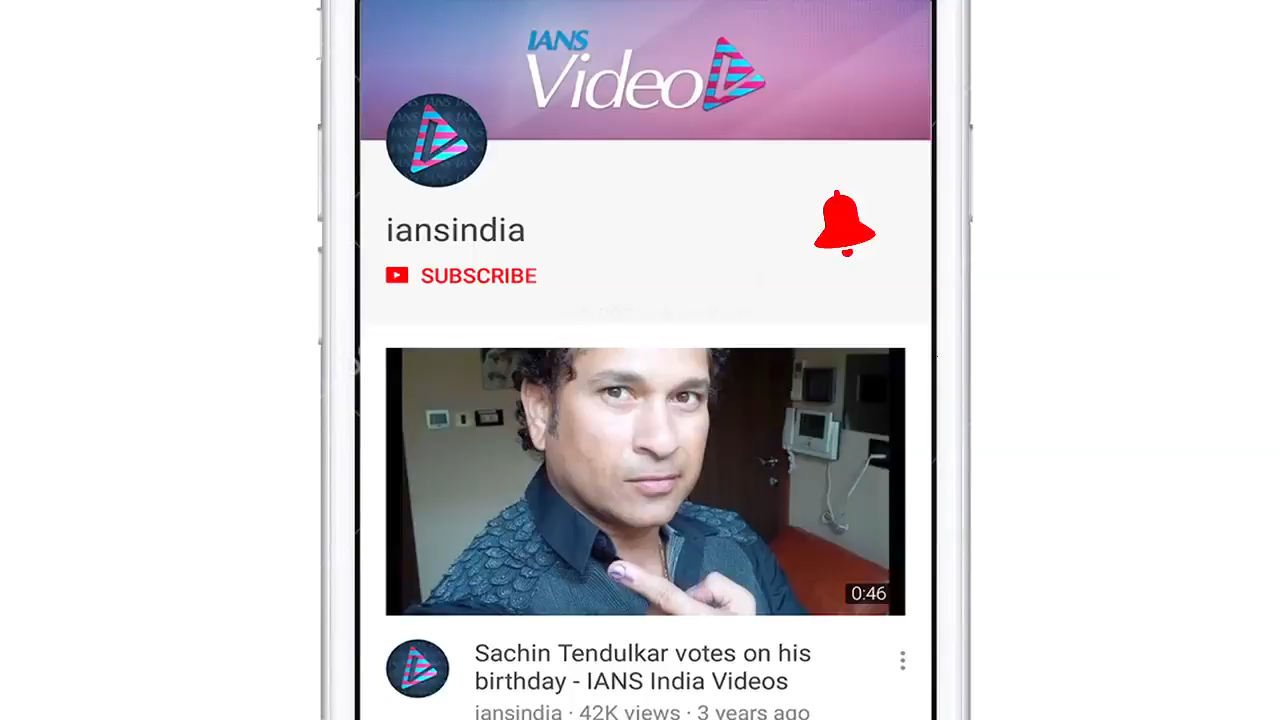 IANS
Video
iansindia
SUBSCRIBE
0:46
Sachin Tendulkar votes on his
birthday - IANS India Videos
iansindia · 42K views · 3 years ago